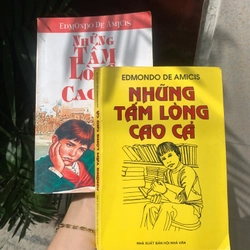 EDMONDO DE AMICIS
NHỮNG
TẤM
LÒNG
CAO
EDMONDO DE AMICIS
NHỮNG
TẤM LÒNG
CAO CẢ
NHÀ XUẤT BẢN HỘI NHÀ VĂN